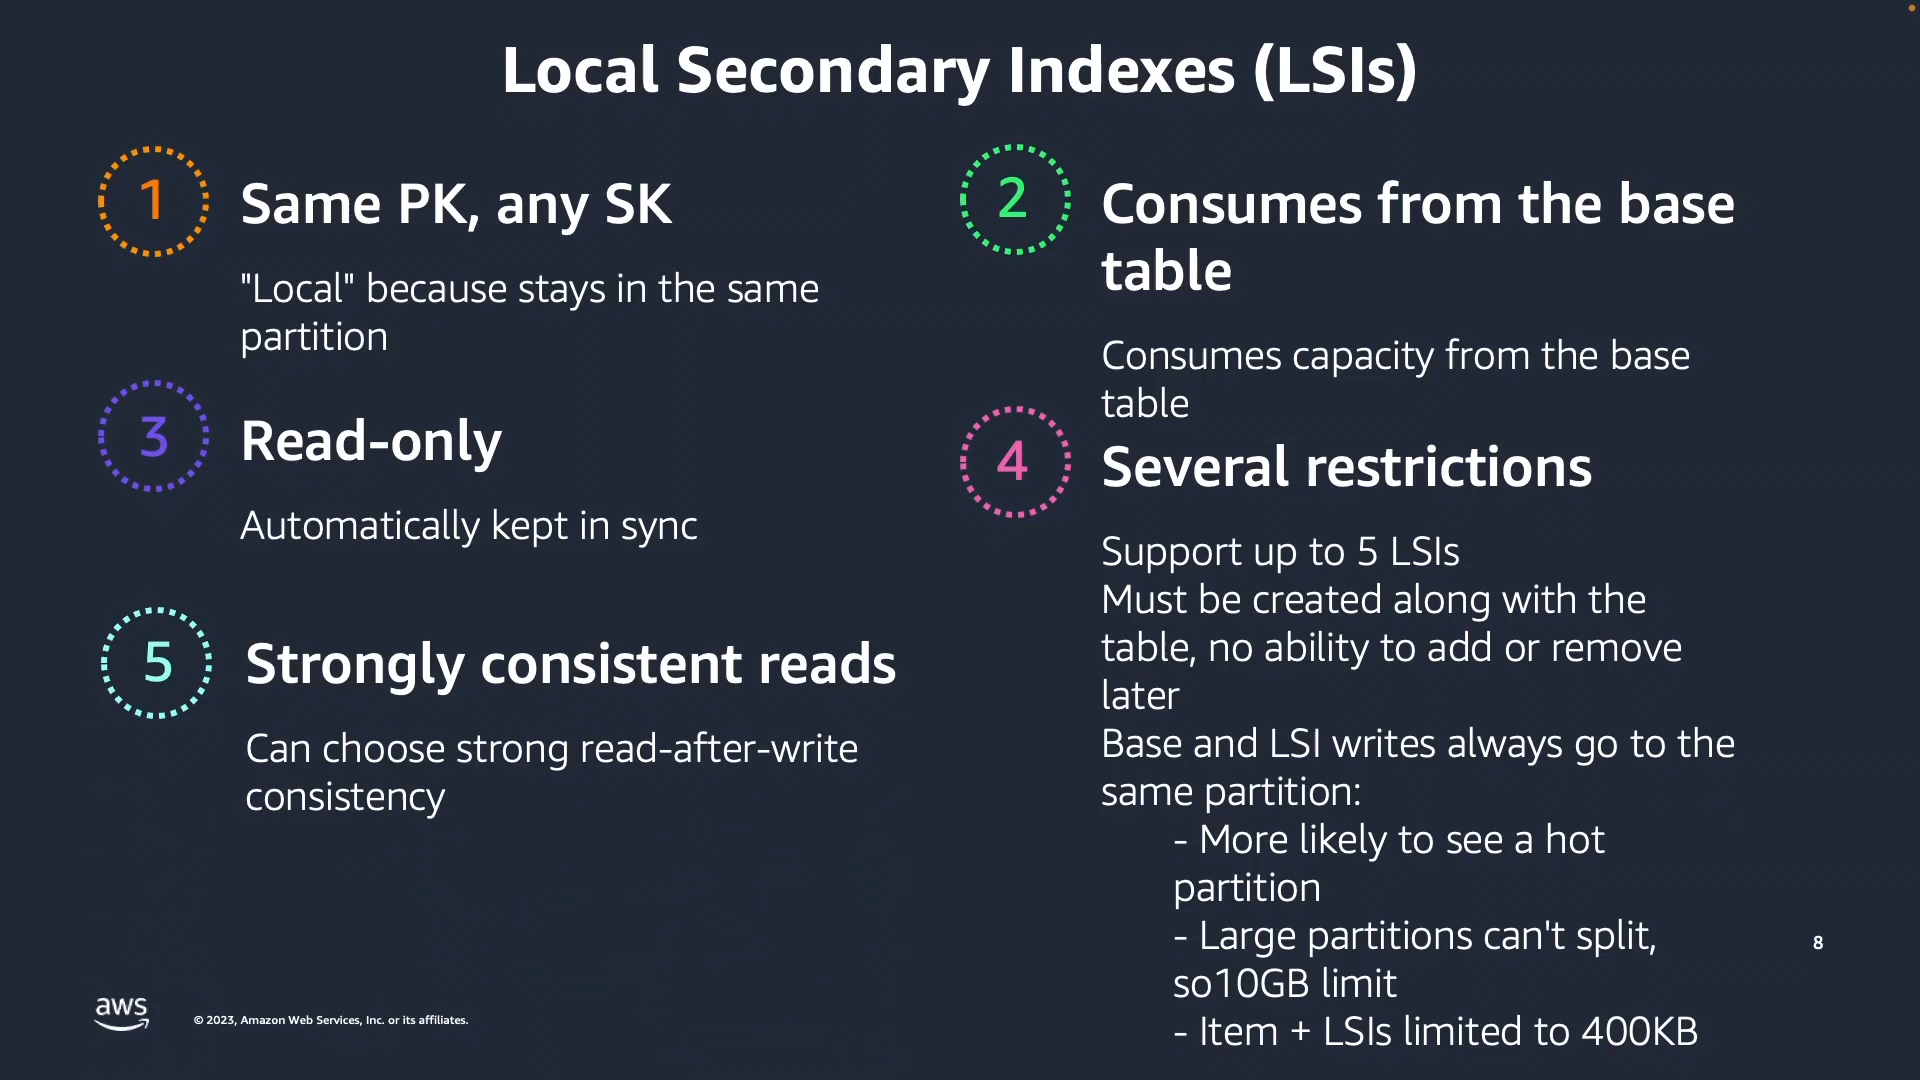 Local Secondary Indexes (LSIs)
1
Same PK, any SK
"Local" because stays in the same
partition
2
Consumes from the base
table
Consumes capacity from the base
table
3
Read-only
Automatically kept in sync
4
Several restrictions
Support up to 5 LSIs
Must be created along with the
table, no ability to add or remove
later
Base and LSI writes always go to the
same partition:
- More likely to see a hot
partition
- Large partitions can't split,
so10GB limit
- Item + LSIs limited to 400KB
5
Strongly consistent reads
Can choose strong read-after-write
consistency
8
aws
© 2023, Amazon Web Services, Inc. or its affiliates.